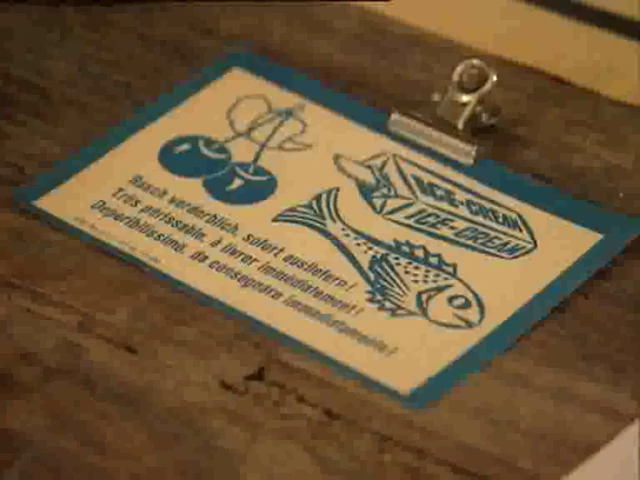 ICE-CREAM
ICE-CREAM
Rasch verderblich, sofort ausliefern!
Très périssable, à livrer immédiatement!
Deperibilissimo, da consegnare immediatamente!